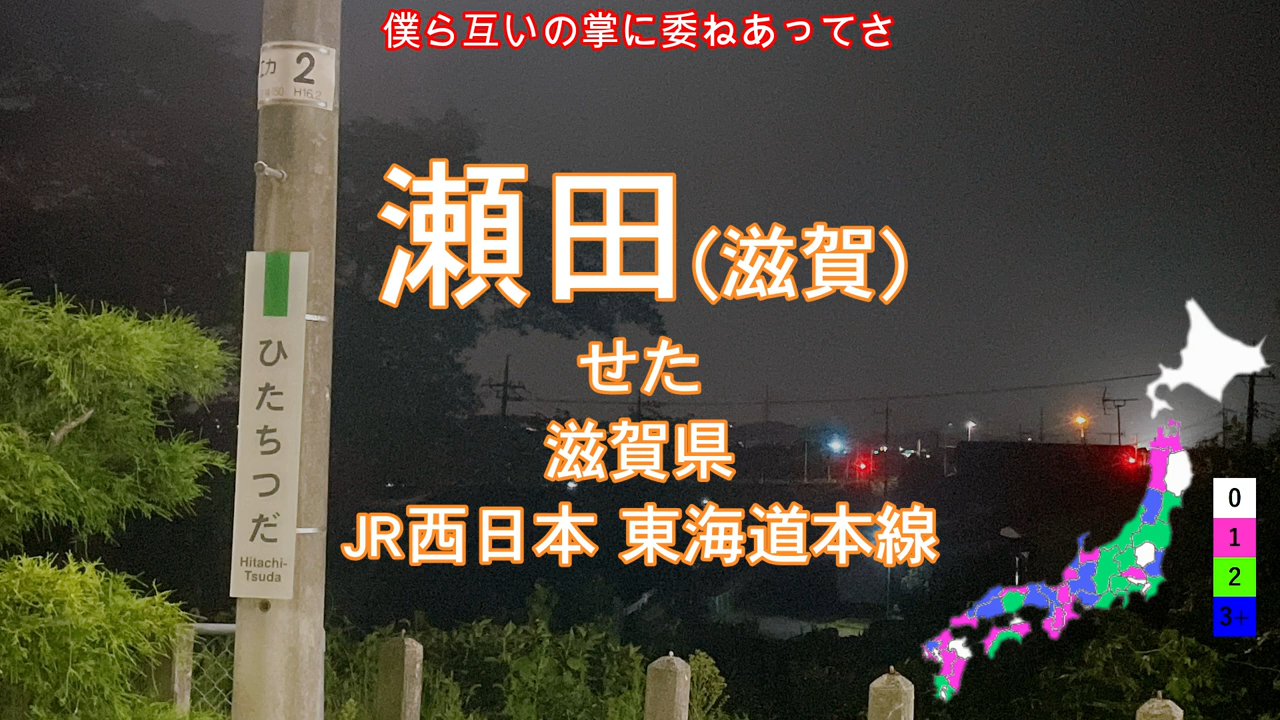 僕ら互いの掌に委ねあってさ
2
H16.2
瀬田(滋賀)
せた
滋賀県
JR西日本 東海道本線
ひたちつだ
Hitachi-
Tsuda
0
1
2
3+